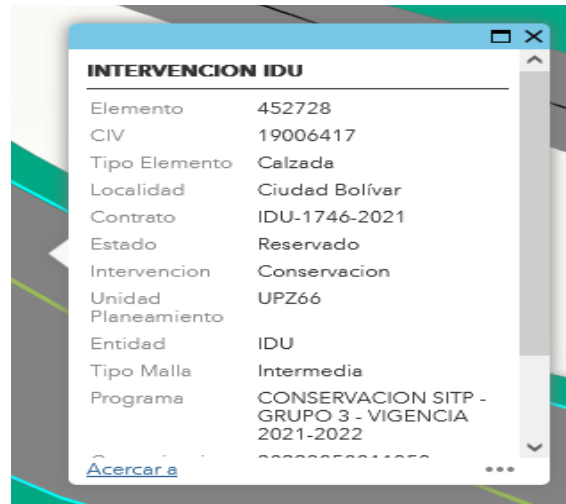 INTERVENCION IDU
Elemento 452728
CIV 19006417
Tipo Elemento Calzada
Localidad Ciudad Bolívar
Contrato IDU-1746-2021
Estado Reservado
Intervencion Conservacion
Unidad UPZ66
Planeamiento
Entidad IDU
Tipo Malla Intermedia
Programa CONSERVACION SITP -
GRUPO 3 - VIGENCIA
2021-2022
Acercar a